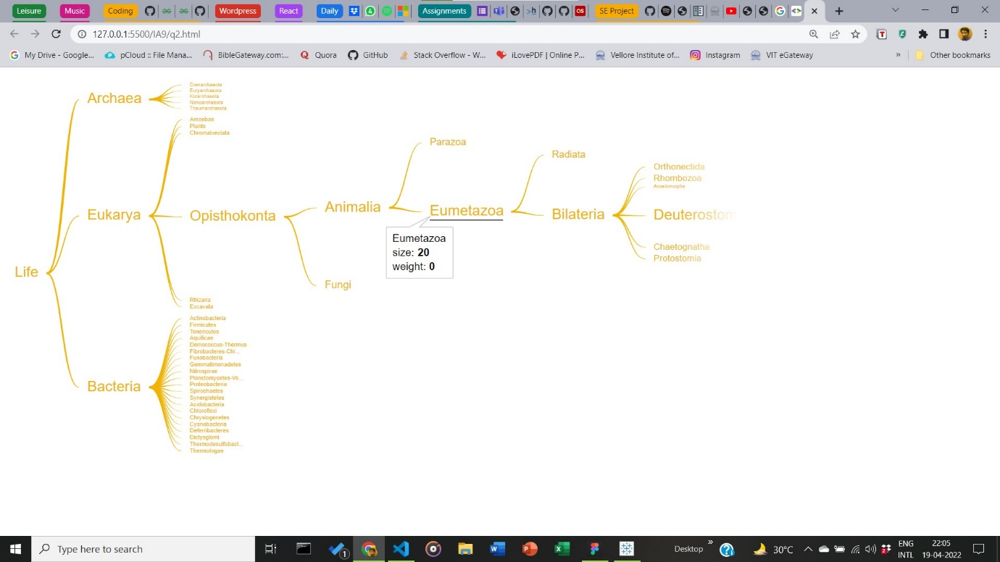 Leisure
Music
Coding
Wordpress
React
Daily
4
Assignments
SE Project
127.0.0.1:5500/IA9/q2.html
My Drive - Google...
pCloud :: File Mana...
BibleGateway.com:...
Quora
GitHub
Stack Overflow - W...
iLovePDF | Online P...
Vellore Institute of...
Instagram
VIT eGateway
»
Other bookmarks
Life
Archaea
Crenarchaeota
Euryarchaeota
Korarchaeota
Nanoarchaeota
Thaumarchaeota
Eukarya
Amoebae
Plants
Chromalveolata
Opisthokonta
Animalia
Parazoa
Eumetazoa
Radiata
Bilateria
Orthonectida
Rhombozoa
Acoelomorpha
Deuterostom
Chaetognatha
Protostomia
Eumetazoa
size: 20
weight: 0
Fungi
Rhizaria
Excavata
Bacteria
Actinobacteria
Firmicutes
Tenericutes
Aquificae
Deinococcus-Thermus
Fibrobacteres-Chl...
Fusobacteria
Gemmatimonadetes
Nitrospirae
Planctomycetes-Ve...
Proteobacteria
Spirochaetes
Synergistetes
Acidobacteria
Chloroflexi
Chrysiogenetes
Cyanobacteria
Deferribacteres
Dictyoglomi
Thermodesulfobact...
Thermotogae
Type here to search
1
Desktop
»
30°C
ENG
INTL
22:05
19-04-2022